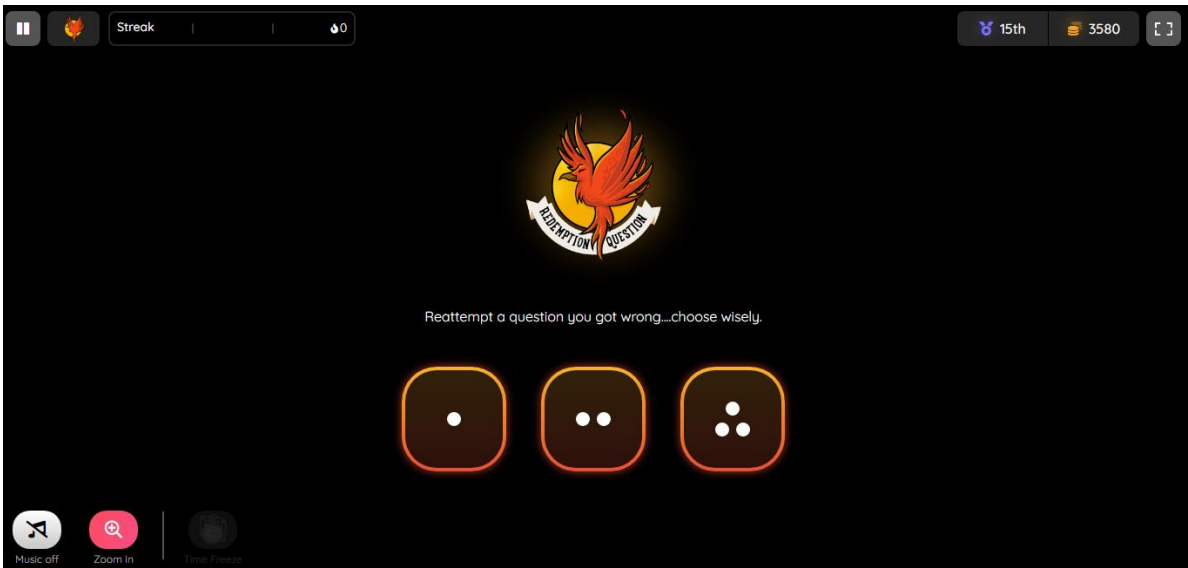 Streak
0
15th
3580
REDEMPTION QUESTION
Reattempt a question you got wrong....choose wisely.
Music off
Zoom In
Time Freeze